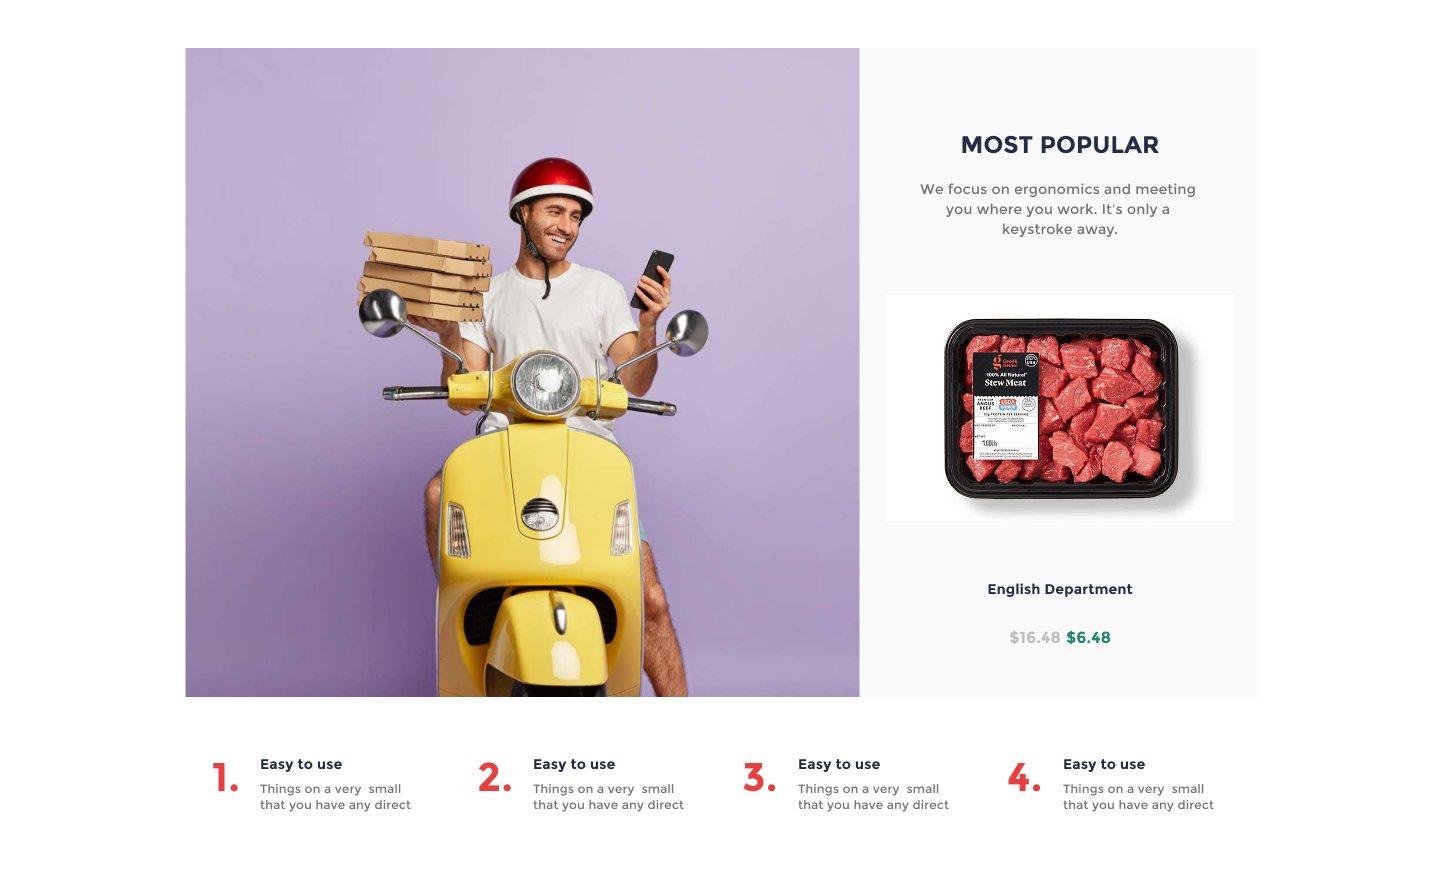 MOST POPULAR
We focus on ergonomics and meeting
you where you work. It's only a
keystroke away.
Good&
Gather
100% All Natural*
Stew Meat
PREMIUM
ANGUS
BEEF
USDA
NET WT.
1.00Lb
English Department
$16.48 $6.48
1.
Easy to use
Things on a very  small
that you have any direct
2.
Easy to use
Things on a very  small
that you have any direct
3.
Easy to use
Things on a very  small
that you have any direct
4.
Easy to use
Things on a very  small
that you have any direct